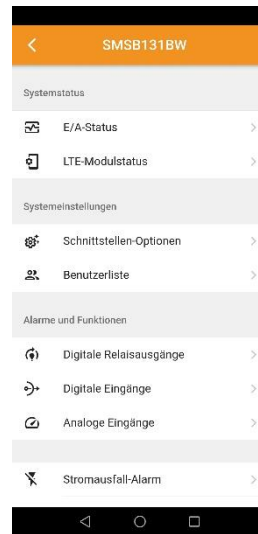 SMSB131BW
Systemstatus
E/A-Status
LTE-Modulstatus
Systemeinstellungen
Schnittstellen-Optionen
Benutzerliste
Alarme und Funktionen
Digitale Relaisausgänge
Digitale Eingänge
Analoge Eingänge
Stromausfall-Alarm